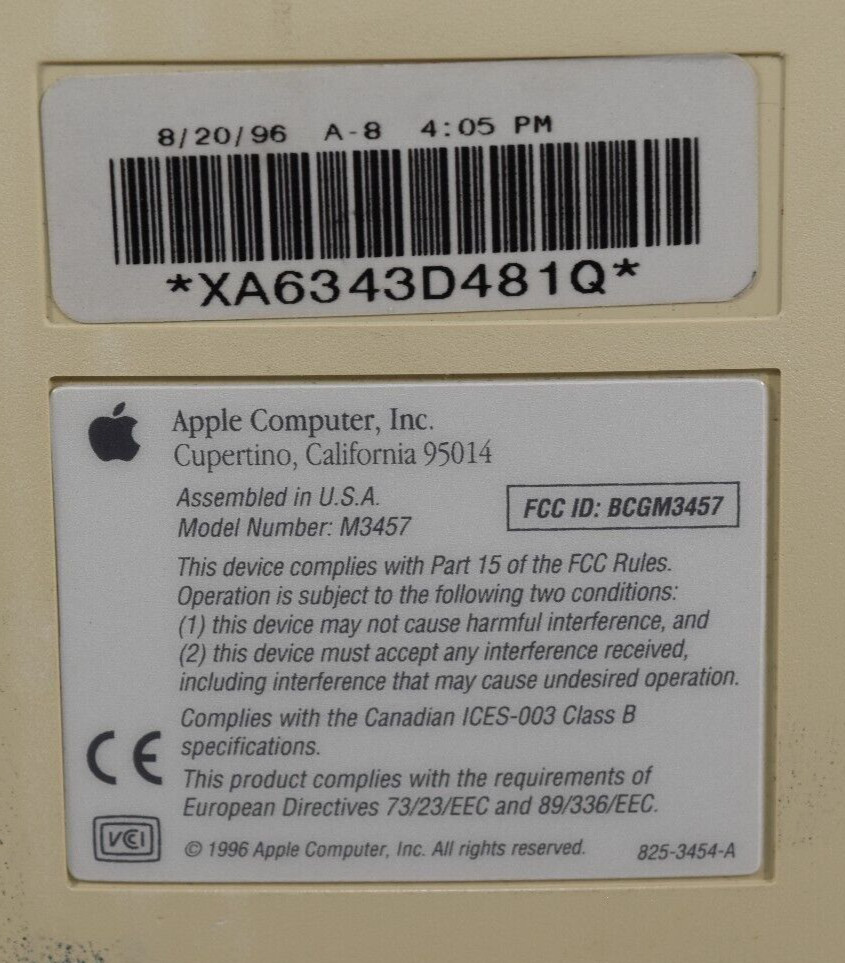 8/20/96 A-8 4:05 PM
*XA6343D481Q*
Apple Computer, Inc.
Cupertino, California 95014
Assembled in U.S.A.
Model Number: M3457
FCC ID: BCGM3457
This device complies with Part 15 of the FCC Rules.
Operation is subject to the following two conditions:
(1) this device may not cause harmful interference, and
(2) this device must accept any interference received,
including interference that may cause undesired operation.
Complies with the Canadian ICES-003 Class B
specifications.
CE
This product complies with the requirements of
European Directives 73/23/EEC and 89/336/EEC.
VCCI
© 1996 Apple Computer, Inc. All rights reserved.
825-3454-A